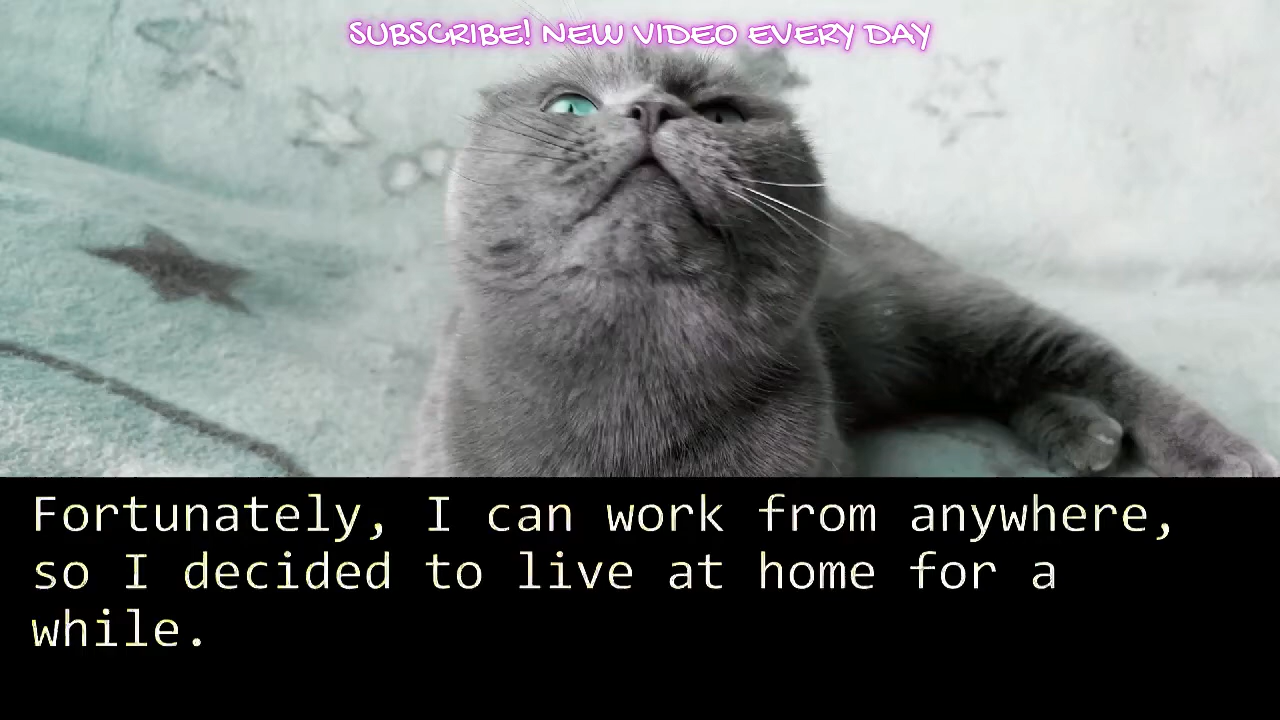 SUBSCRIBE! NEW VIDEO EVERY DAY
Fortunately, I can work from anywhere,
so I decided to live at home for a
while.